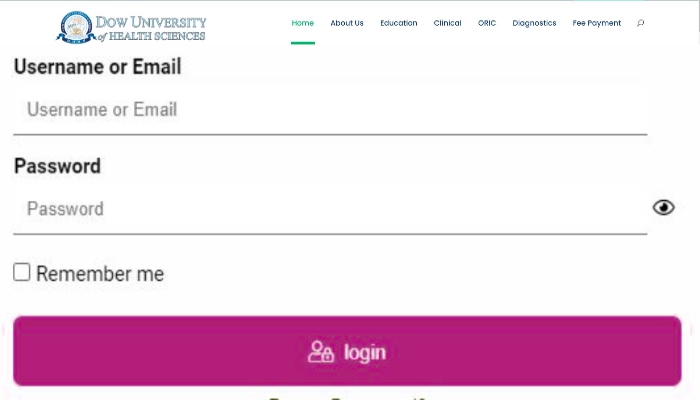 DOW UNIVERSITY
of HEALTH SCIENCES
Home About Us Education Clinical ORIC Diagnostics Fee Payment
Username or Email
Username or Email
Password
Password
Remember me
login